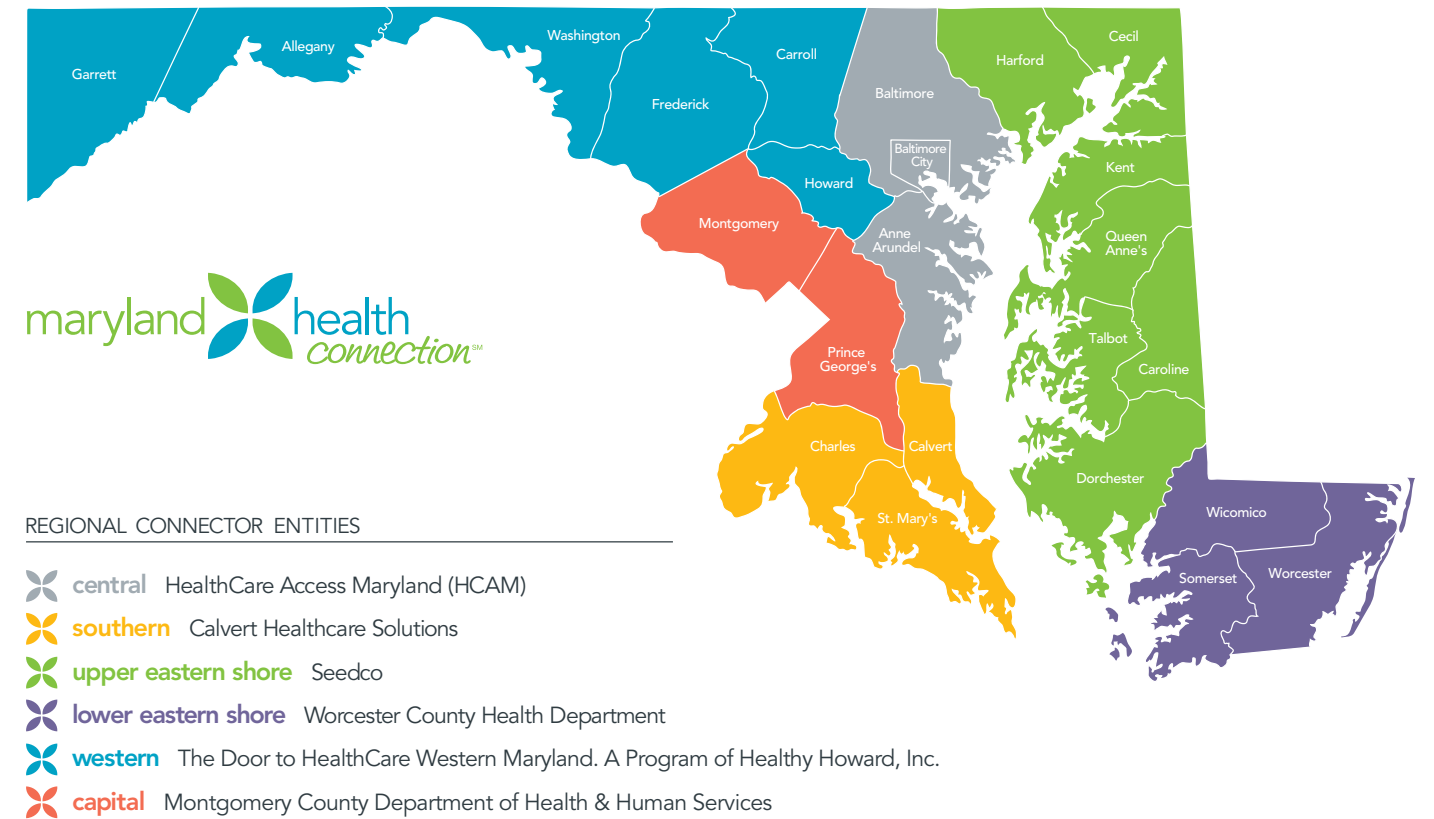 Garrett
Allegany
Washington
Frederick
Carroll
Baltimore
Baltimore
City
Harford
Cecil
Kent
Howard
Montgomery
Anne
Arundel
Queen
Anne's
Talbot
Caroline
Prince
George's
Charles
Calvert
St. Mary's
Dorchester
Wicomico
Somerset
Worcester
maryland health
connection℠
REGIONAL CONNECTOR ENTITIES
central HealthCare Access Maryland (HCAM)
southern Calvert Healthcare Solutions
upper eastern shore Seedco
lower eastern shore Worcester County Health Department
western The Door to HealthCare Western Maryland. A Program of Healthy Howard, Inc.
capital Montgomery County Department of Health & Human Services